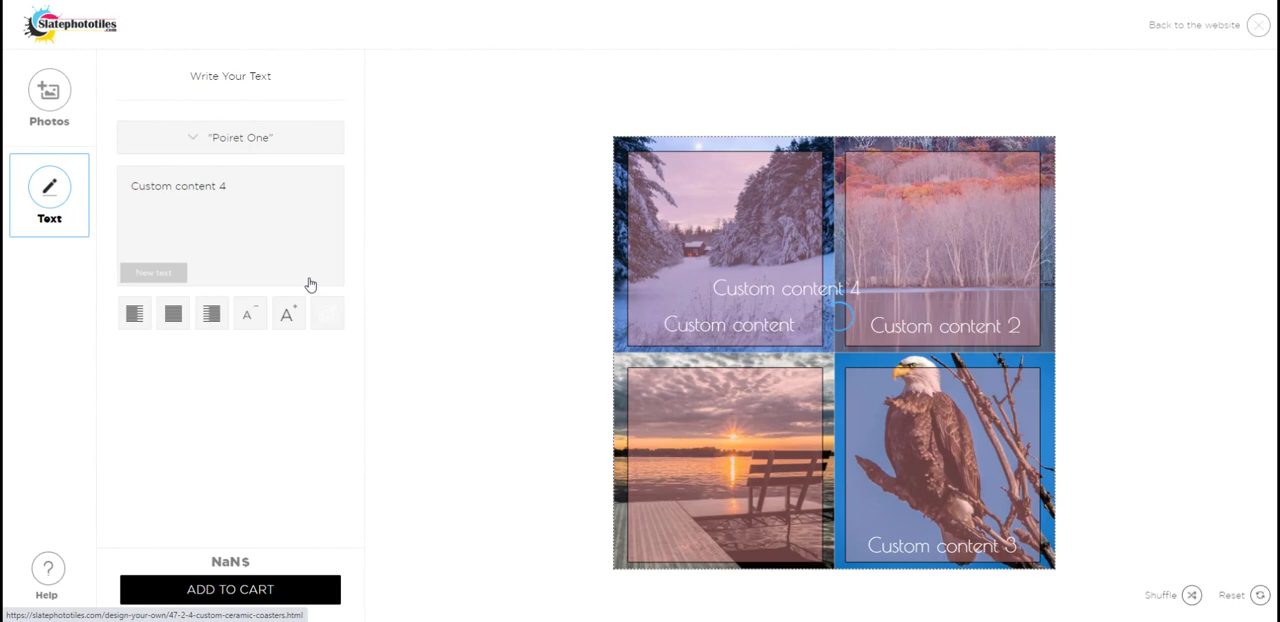 Slatephototiles
.com
Back to the website
Photos
Text
Write Your Text
"Poiret One"
Custom content 4
New text
A-
A+
Custom content 4
Custom content
Custom content 2
Custom content 3
NaN$
ADD TO CART
?
Help
Shuffle
Reset
https://slatephototiles.com/design-your-own/47-2-4-custom-ceramic-coasters.html